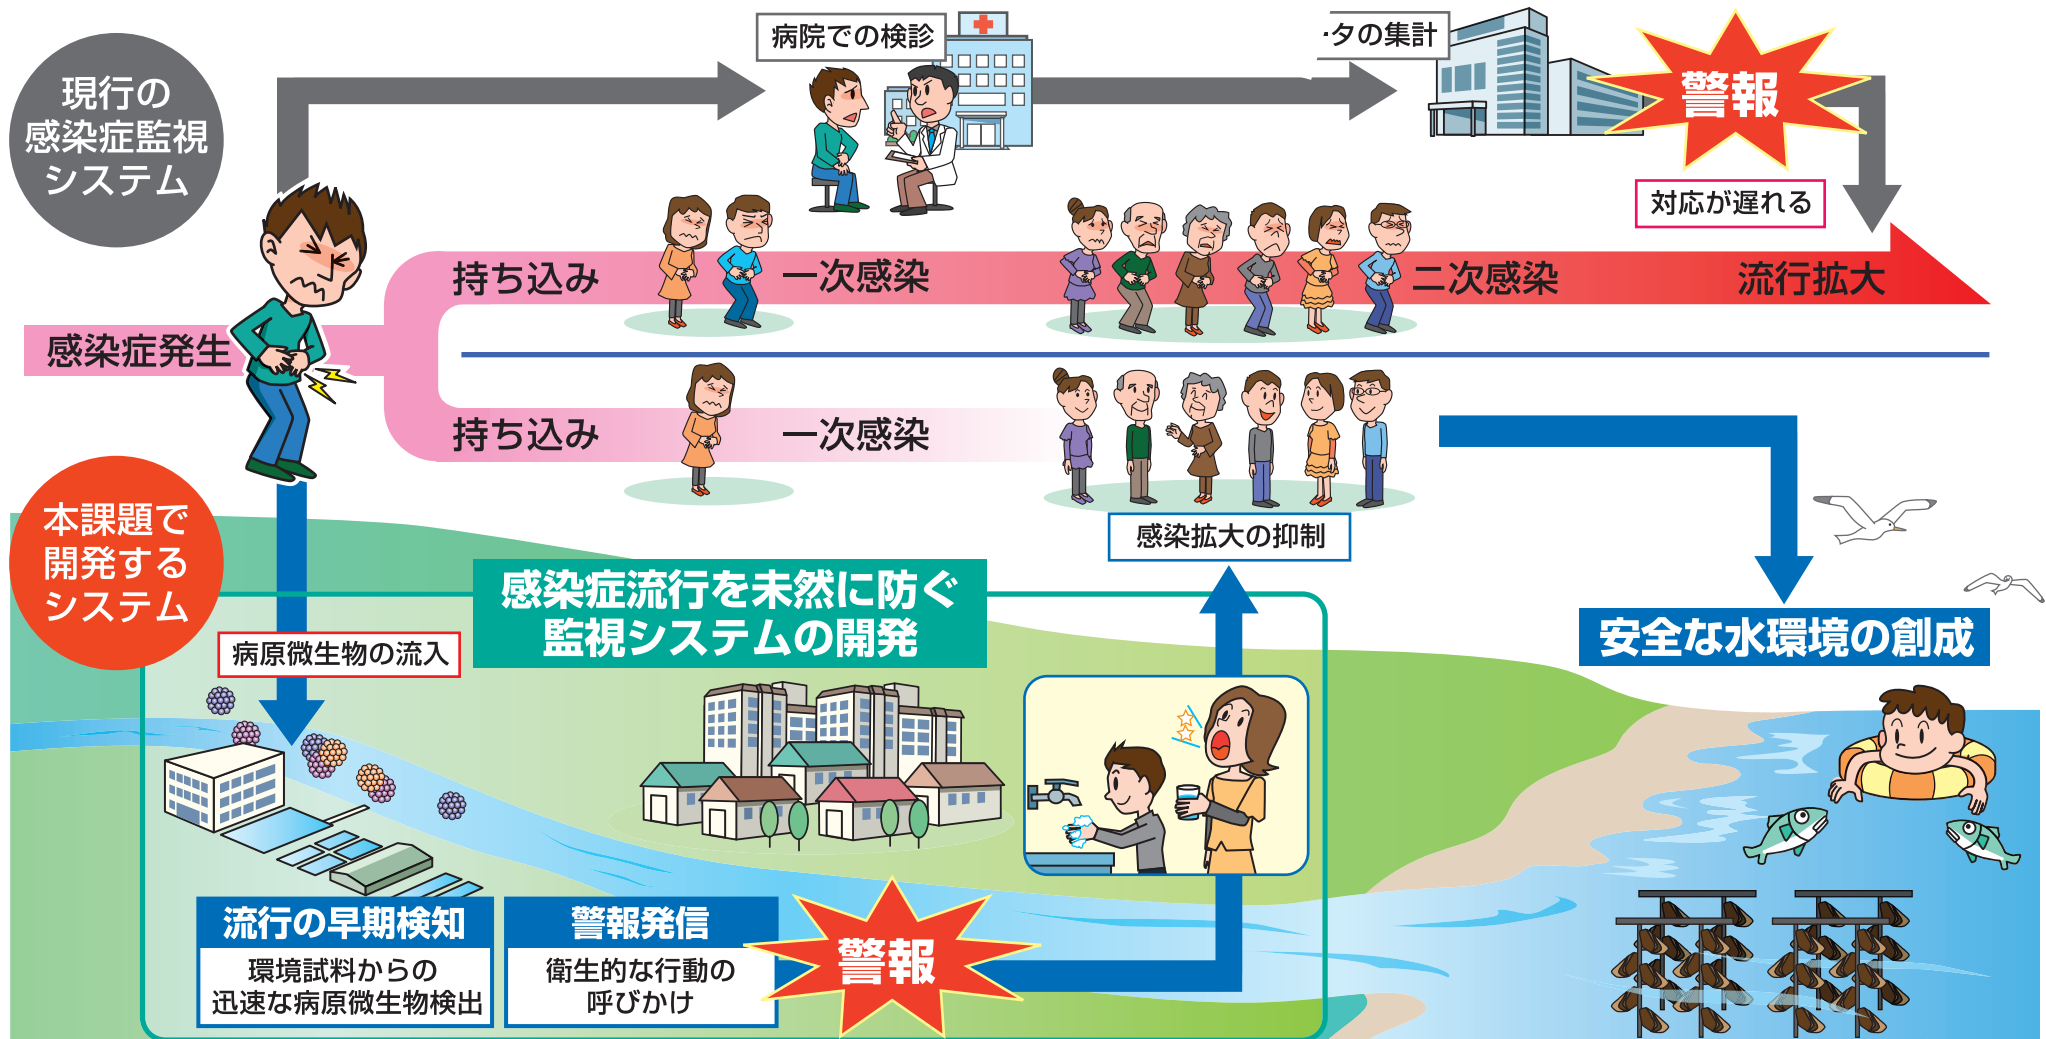 現行の
感染症監視
システム
病院での検診
タの集計
警報
対応が遅れる
持ち込み
一次感染
二次感染
流行拡大
感染症発生
持ち込み
一次感染
感染拡大の抑制
本課題で
開発する
システム
感染症流行を未然に防ぐ
監視システムの開発
病原微生物の流入
安全な水環境の創成
流行の早期検知
環境試料からの
迅速な病原微生物検出
警報発信
衛生的な行動の
呼びかけ
警報